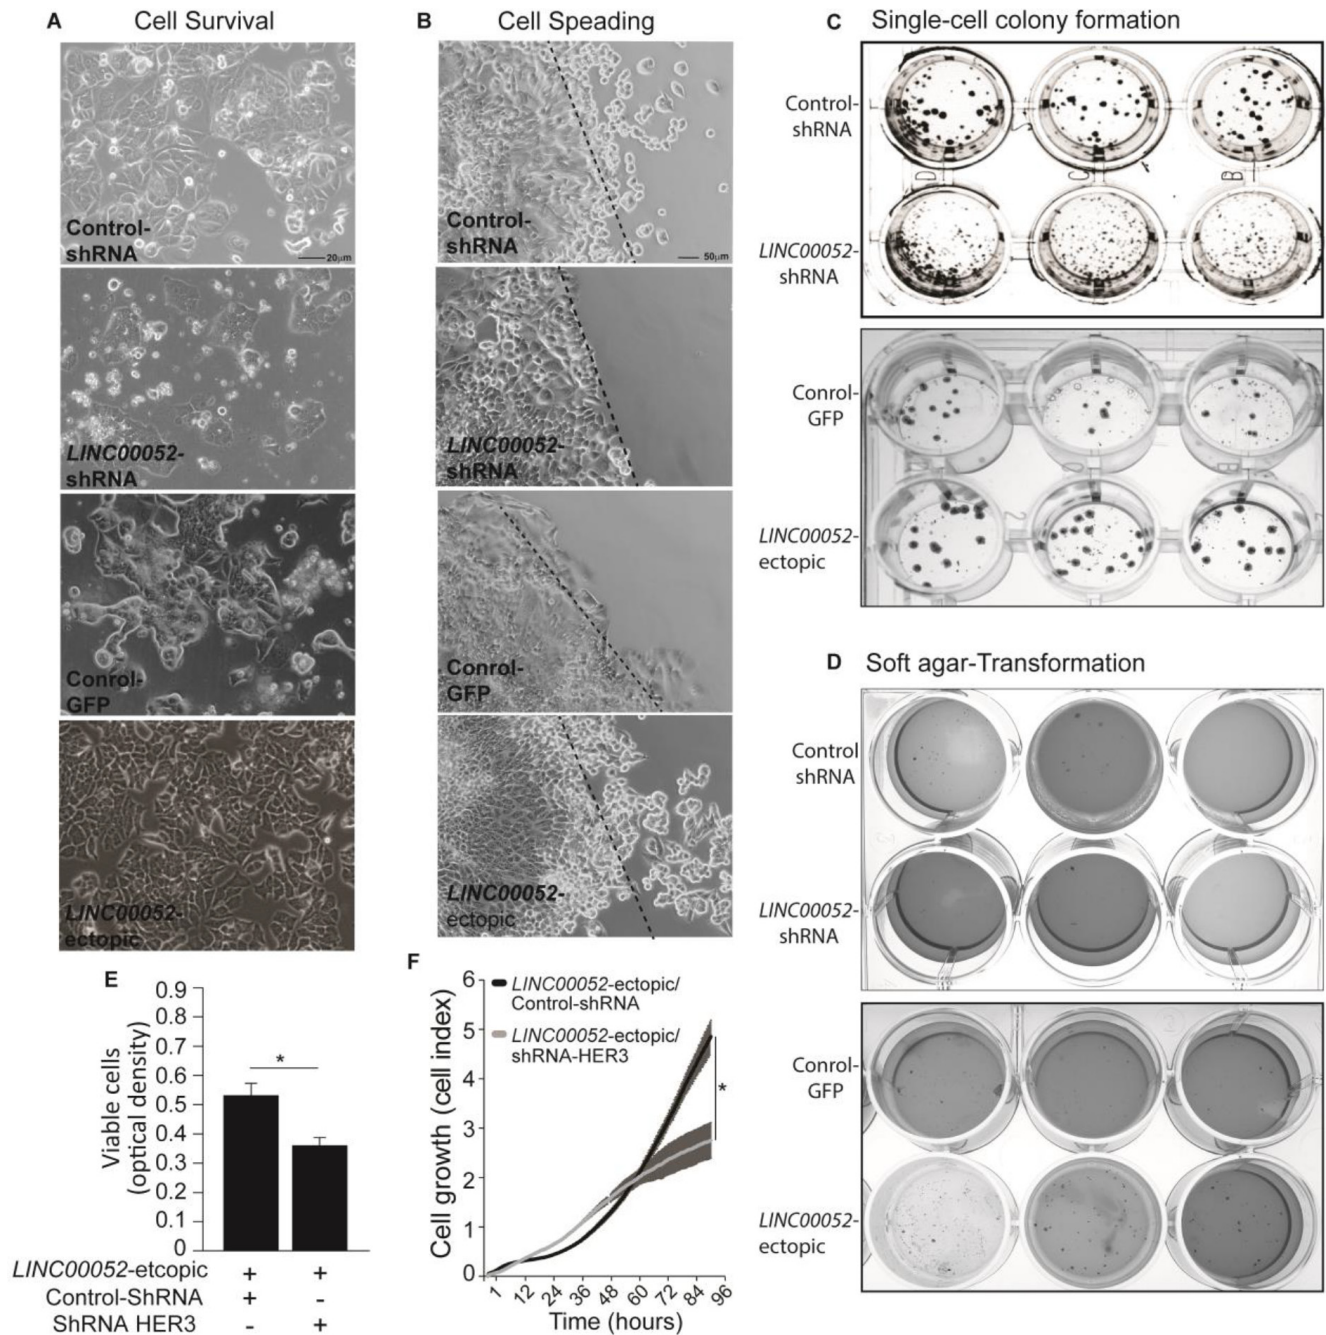 A Cell Survival
Control-
shRNA
20μm
LINC00052-
shRNA
Conrol-
GFP
LINC00052-
ectopic
B Cell Speading
Control-
shRNA
50μm
LINC00052-
shRNA
Conrol-
GFP
LINC00052-
ectopic
C Single-cell colony formation
Control-
shRNA
D C B
LINC00052-
shRNA
Conrol-
GFP
LINC00052-
ectopic
D Soft agar-Transformation
Control
shRNA
LINC00052-
shRNA
Conrol-
GFP
LINC00052-
ectopic
E
Viable cells
(optical density)
0.9
0.8
0.7
0.6
0.5
0.4
0.3
0.2
0.1
0
*
LINC00052-etcopic + +
Control-ShRNA + -
ShRNA HER3 - +
F
Cell growth (cell index)
6
5
4
3
2
1
0
LINC00052-ectopic/
Control-shRNA
LINC00052-ectopic/
shRNA-HER3
*
1 12 24 36 48 60 72 84 96
Time (hours)